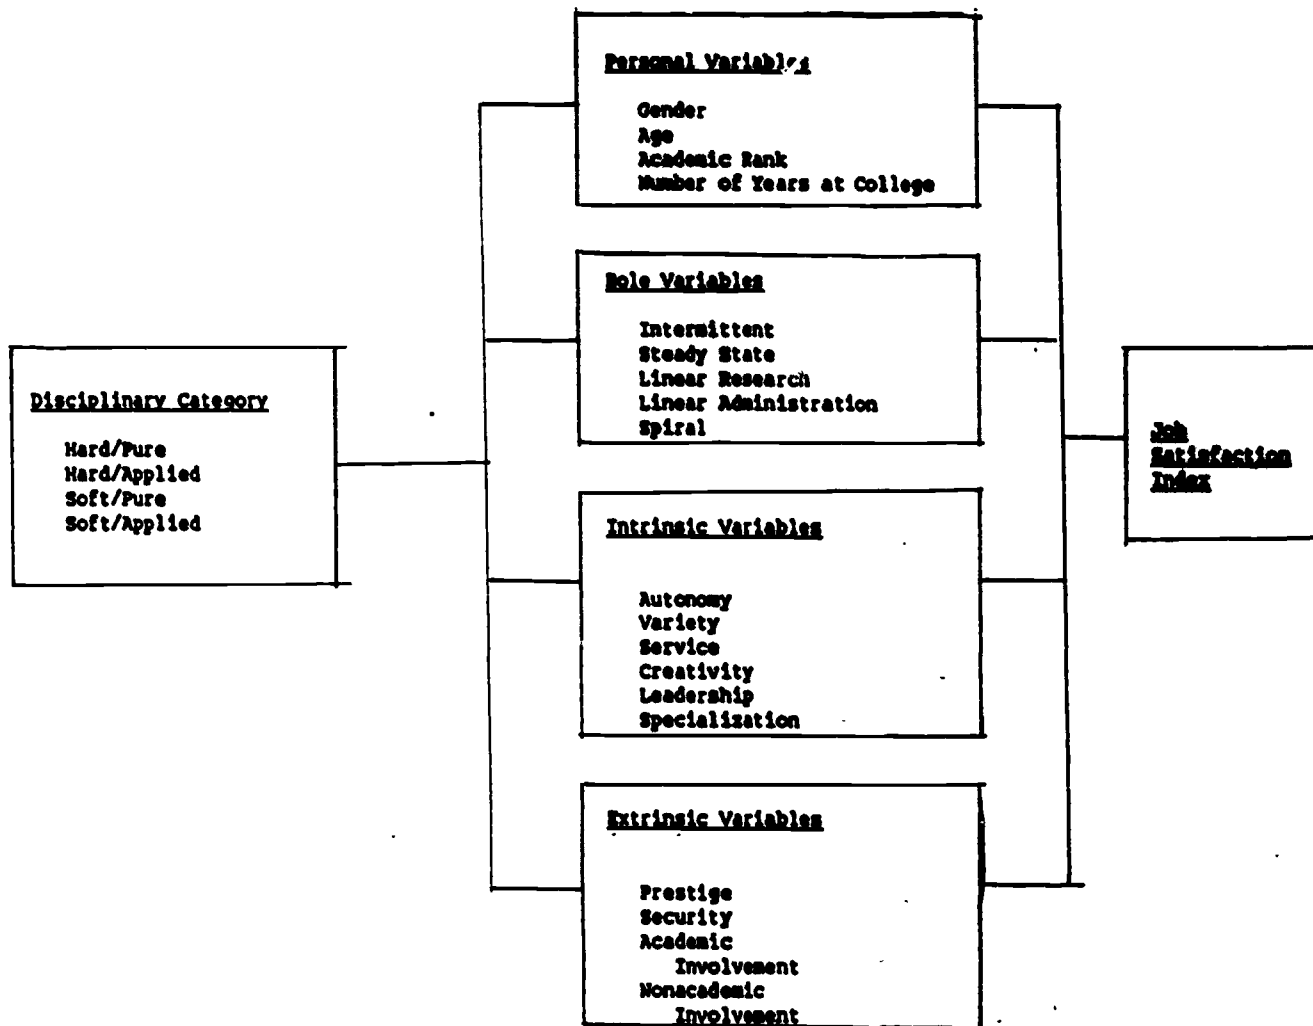 Personal Variables
Gender
Age
Academic Rank
Number of Years at College
Role Variables
Intermittent
Steady State
Linear Research
Linear Administration
Spiral
Disciplinary Category
Hard/Pure
Hard/Applied
Soft/Pure
Soft/Applied
Job
Satisfaction
Index
Intrinsic Variables
Autonomy
Variety
Service
Creativity
Leadership
Specialization
Extrinsic Variables
Prestige
Security
Academic
Involvement
Nonacademic
Involvement